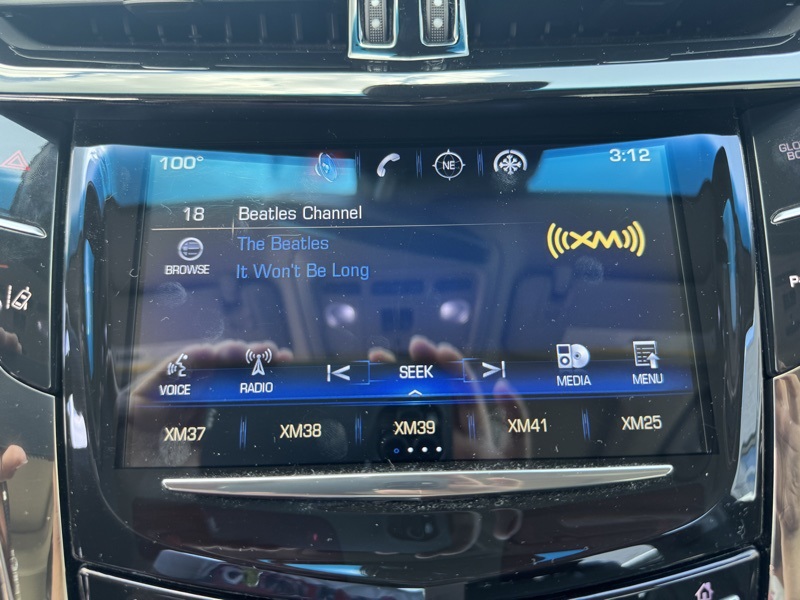 100° NE 3:12
18 Beatles Channel
The Beatles
XM
BROWSE
It Won't Be Long
VOICE RADIO SEEK MEDIA MENU
XM37 XM38 XM39 XM41 XM25